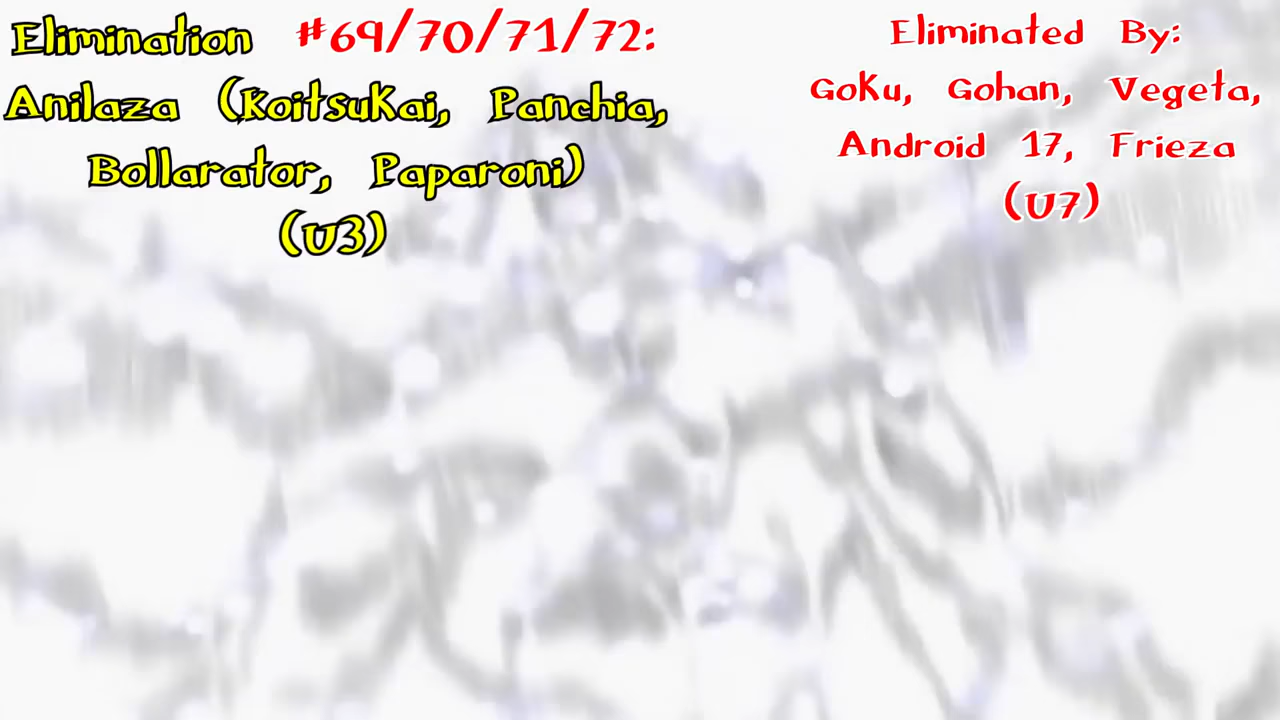 Elimination #69/70/71/72:
Anilaza (Koitsukai, Panchia,
Bollarator, Paparoni)
(U3)
Eliminated By:
Goku, Gohan, Vegeta,
Android 17, Frieza
(U7)